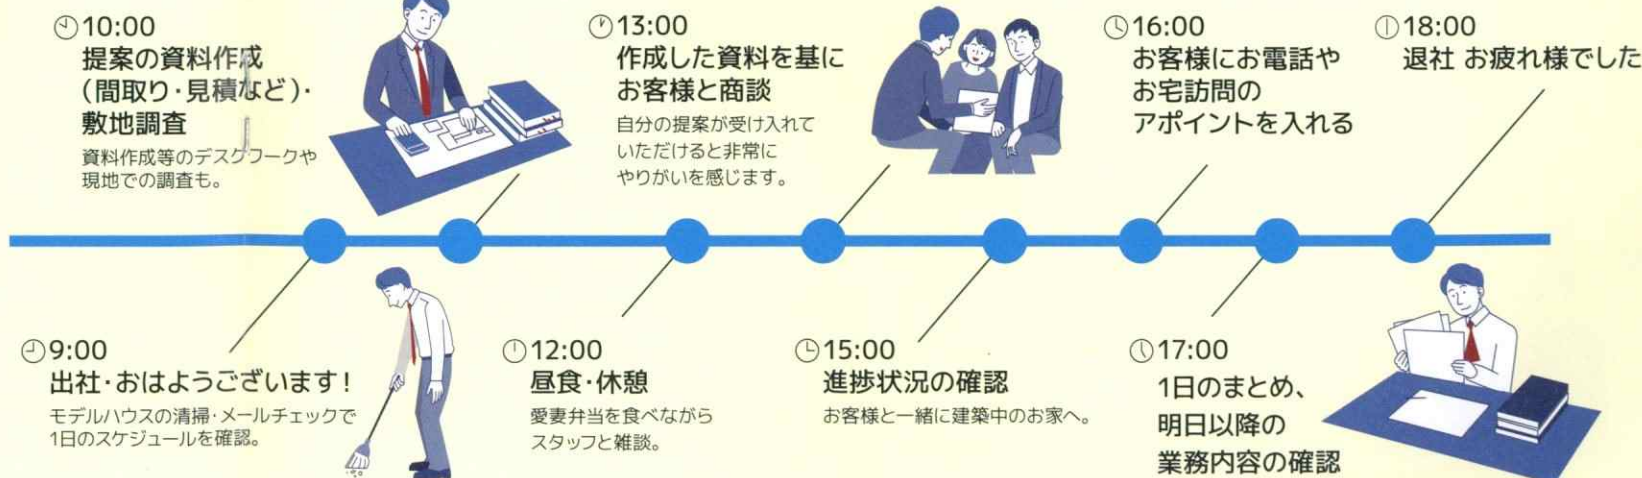 9:00
出社・おはようございます!
モデルハウスの清掃・メールチェックで
1日のスケジュールを確認。
10:00
提案の資料作成
(間取り・見積など)・
敷地調査
資料作成等のデスクワークや
現地での調査も。
12:00
昼食・休憩
愛妻弁当を食べながら
スタッフと雑談。
13:00
作成した資料を基に
お客様と商談
自分の提案が受け入れて
いただけると非常に
やりがいを感じます。
15:00
進捗状況の確認
お客様と一緒に建築中のお家へ。
16:00
お客様にお電話や
お宅訪問の
アポイントを入れる
17:00
1日のまとめ、
明日以降の
業務内容の確認
18:00
退社 お疲れ様でした